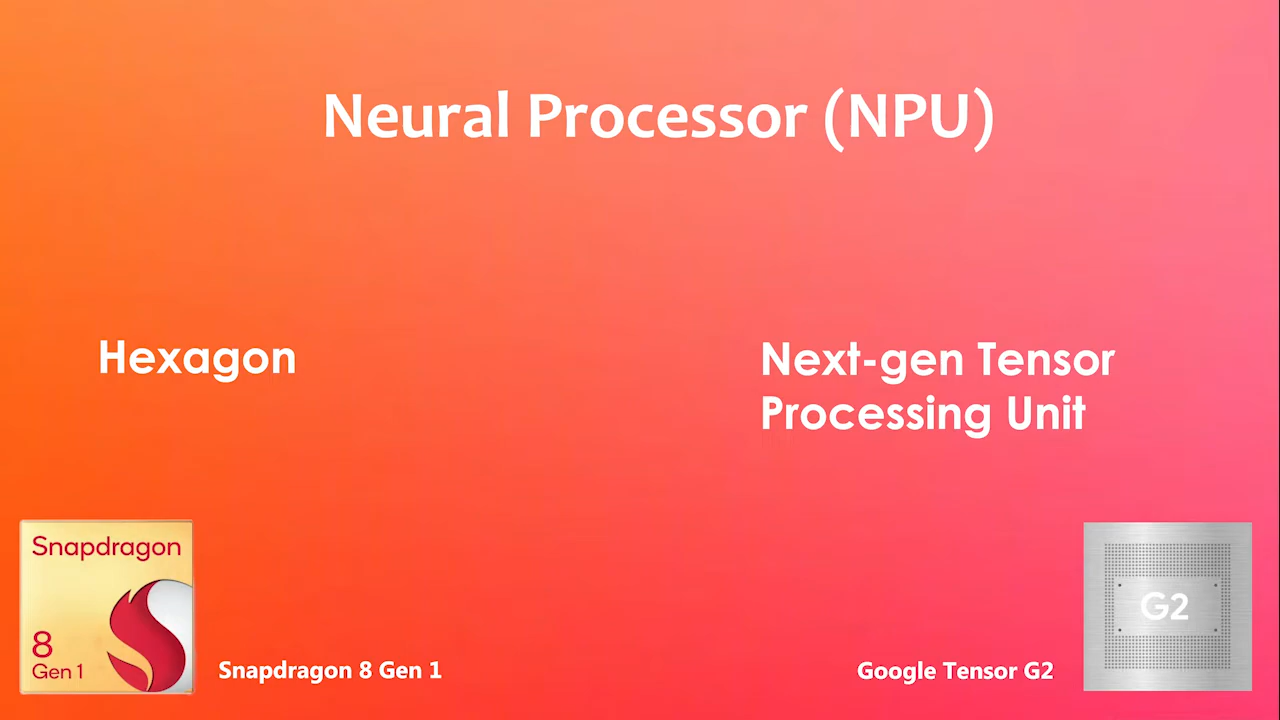 Neural Processor (NPU)
Hexagon
Next-gen Tensor
Processing Unit
Snapdragon
8
Gen 1
Snapdragon 8 Gen 1
Google Tensor G2
G2